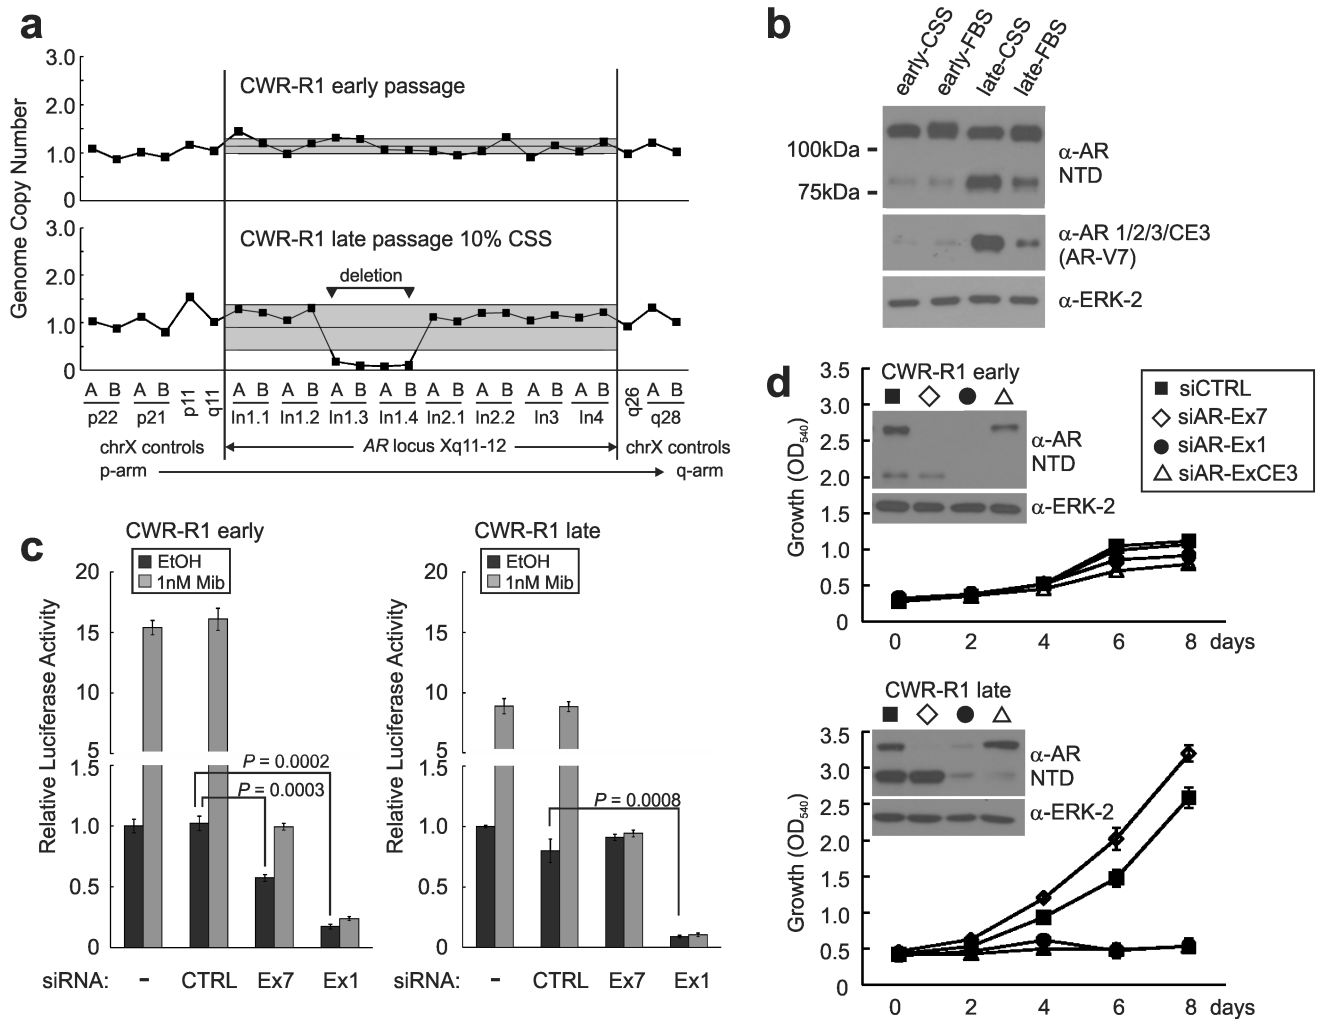 a
3.0
CWR-R1 early passage
2.0
1.0
0
3.0
CWR-R1 late passage 10% CSS
2.0
deletion
1.0
0
Genome Copy Number
A B A B A B A B A B A B A B A B A B A B A B
p22 p21 p11 q11 In1.1 In1.2 In1.3 In1.4 In2.1 In2.2 In3 In4 q26 q28
chrX controls AR locus Xq11-12 chrX controls
p-arm q-arm
b
early-CSS early-FBS late-CSS late-FBS
100kDa
75kDa
α-AR
NTD
α-AR 1/2/3/CE3
(AR-V7)
α-ERK-2
c
CWR-R1 early
EtOH
1nM Mib
20
15
10
5
1.5
1.0
0.5
0
Relative Luciferase Activity
P = 0.0002
P = 0.0003
siRNA: - CTRL Ex7 Ex1
CWR-R1 late
EtOH
1nM Mib
20
15
10
5
1.5
1.0
0.5
0
Relative Luciferase Activity
P = 0.0008
siRNA: - CTRL Ex7 Ex1
d
CWR-R1 early
α-AR
NTD
α-ERK-2
siCTRL
siAR-Ex7
siAR-Ex1
siAR-ExCE3
3.5
3.0
2.5
2.0
1.5
1.0
0.5
0
Growth (OD540)
0 2 4 6 8 days
CWR-R1 late
α-AR
NTD
α-ERK-2
3.5
3.0
2.5
2.0
1.5
1.0
0.5
0
Growth (OD540)
0 2 4 6 8 days